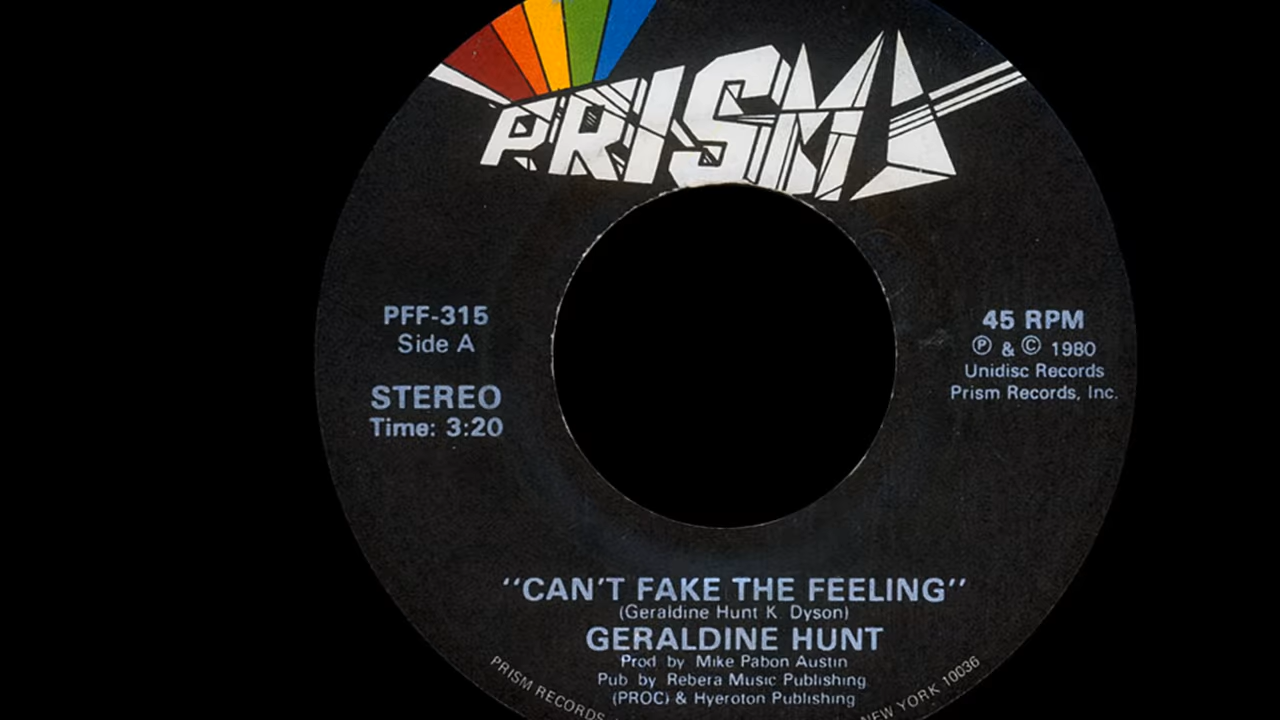 PRISM
PFF-315
Side A
STEREO
Time: 3:20
45 RPM
Ⓟ & © 1980
Unidisc Records
Prism Records, Inc.
"CAN'T FAKE THE FEELING"
(Geraldine Hunt K. Dyson)
GERALDINE HUNT
Prod by Mike Pabon Austin
Pub by Rebera Music Publishing
(PROC) & Hyeroton Publishing
PRISM RECORDS
NEW YORK 10036